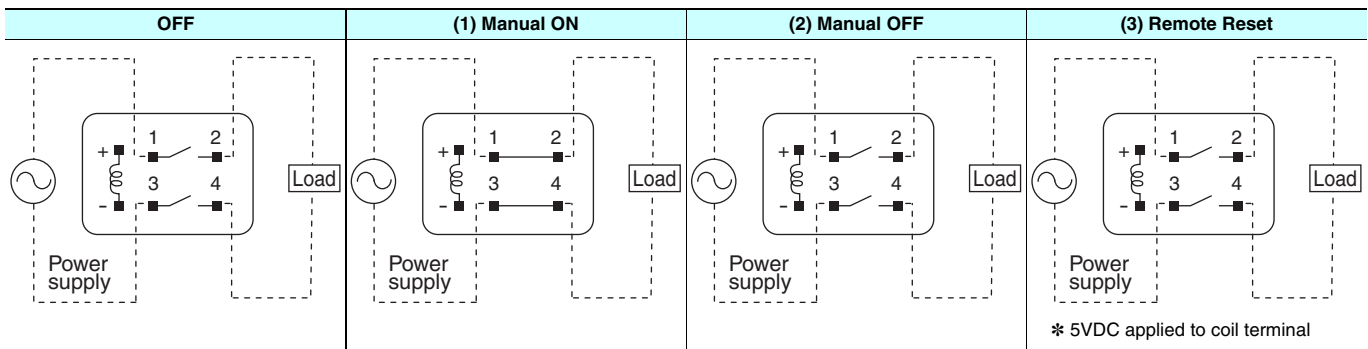 OFF
(1) Manual ON
(2) Manual OFF
(3) Remote Reset
1 2
+
3 4
-
Load
Power
supply
1 2
+
3 4
-
Load
Power
supply
1 2
+
3 4
-
Load
Power
supply
1 2
+
3 4
-
Load
Power
supply
✻ 5VDC applied to coil terminal